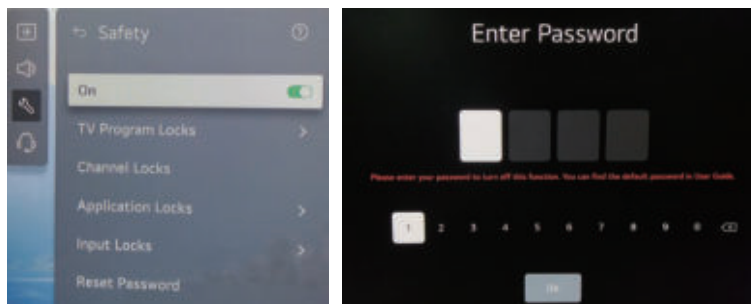 Safety
On
TV Program Locks
Channel Locks
Application Locks
Input Locks
Reset Password
Enter Password
Please enter your password to turn off this function. You can find the default password in User Guide.
1 2 3 4 5 6 7 8 9 0
OK